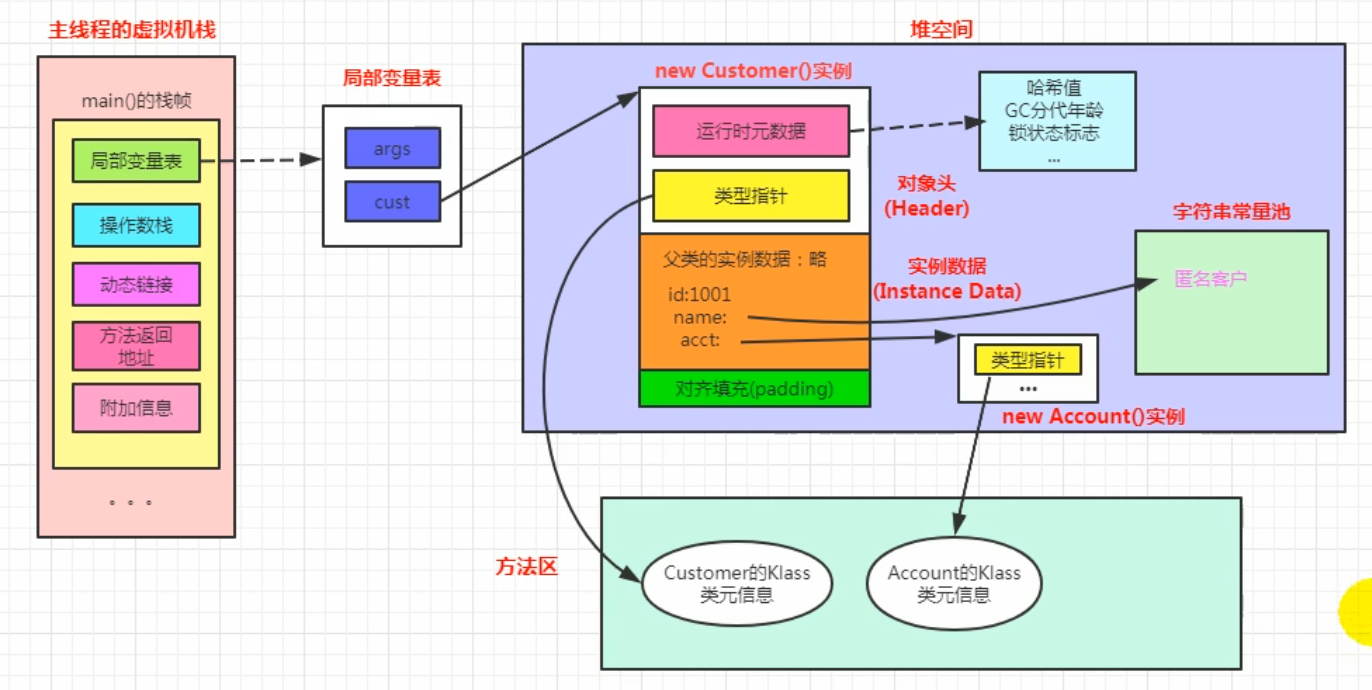 主线程的虚拟机栈
main()的栈帧
局部变量表
操作数栈
动态链接
方法返回
地址
附加信息
。。。
局部变量表
args
cust
堆空间
new Customer()实例
运行时元数据
类型指针
对象头
(Header)
哈希值
GC分代年龄
锁状态标志
...
父类的实例数据：略
id:1001
name:
acct:
实例数据
(Instance Data)
对齐填充(padding)
字符串常量池
匿名客户
类型指针
...
new Account()实例
方法区
Customer的Klass
类元信息
Account的Klass
类元信息